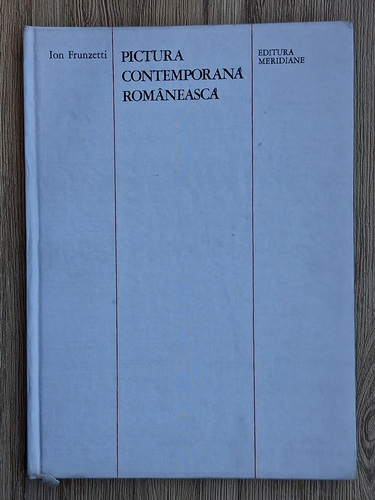 Ion Frunzetti
PICTURA
CONTEMPORANĂ
ROMÂNEASCĂ
EDITURA
MERIDIANE